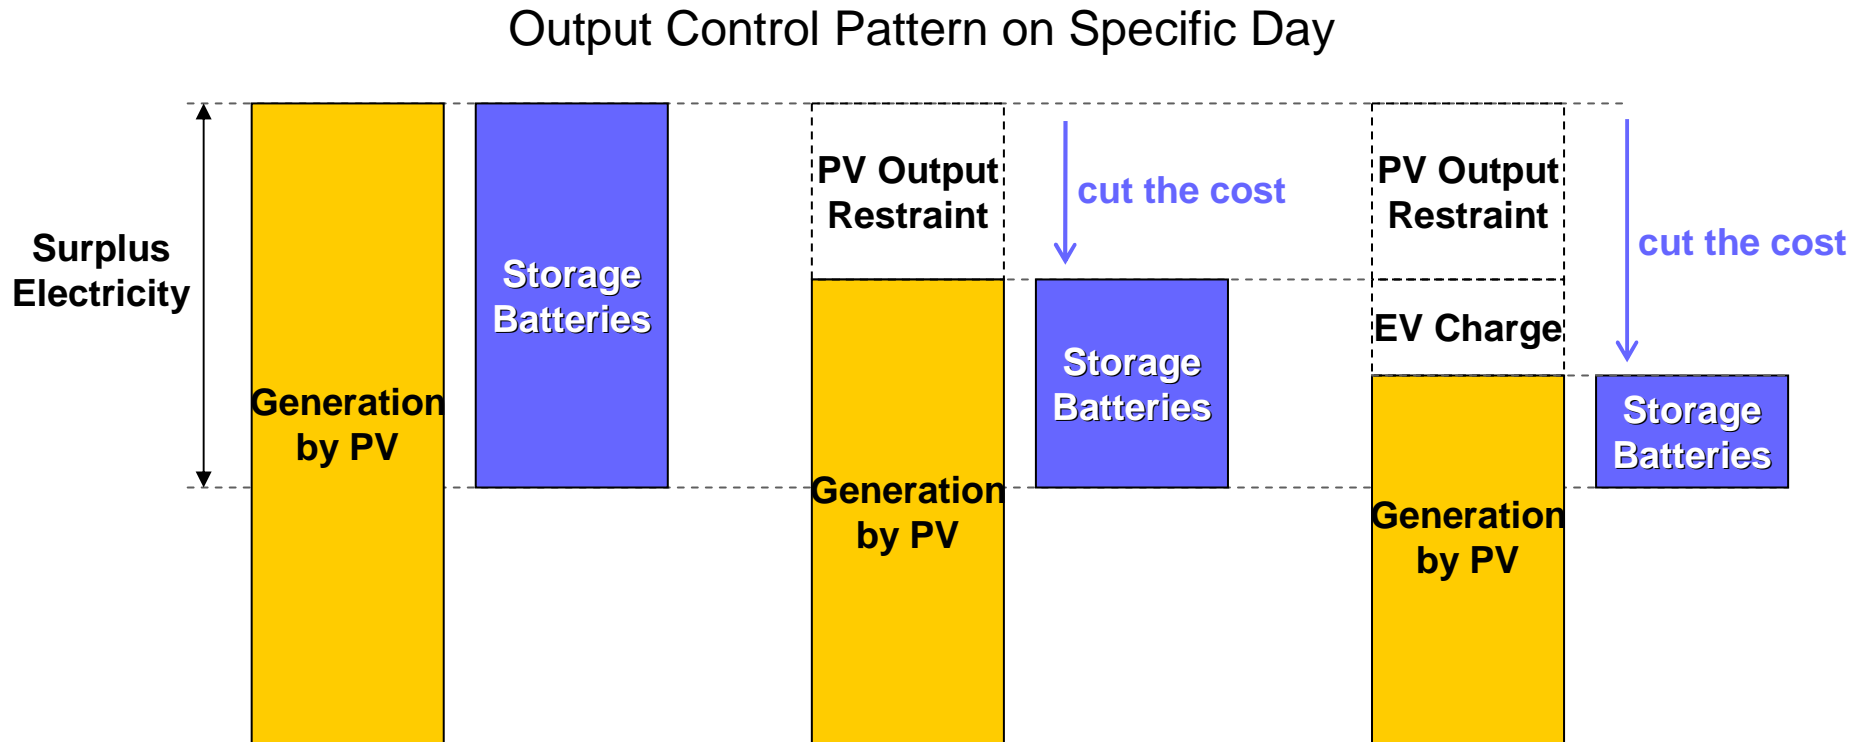 Output Control Pattern on Specific Day
Surplus
Electricity
Generation
by PV
Storage
Batteries
PV Output
Restraint
Generation
by PV
cut the cost
Storage
Batteries
PV Output
Restraint
EV Charge
Generation
by PV
cut the cost
Storage
Batteries